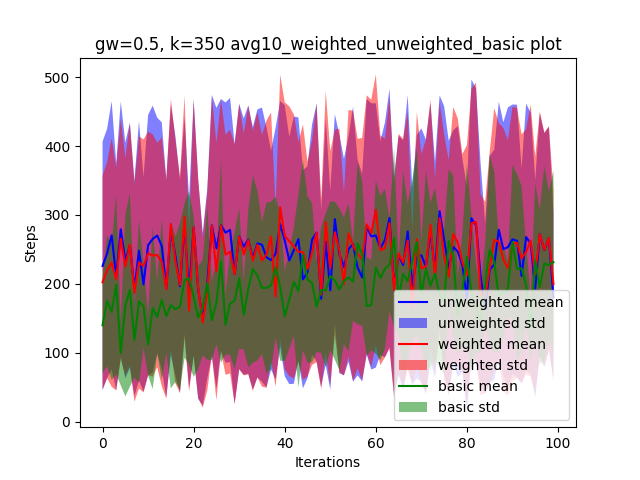 gw=0.5, k=350 avg10_weighted_unweighted_basic plot
500
400
300
200
100
0
Steps
0
20
40
60
80
100
Iterations
unweighted mean
unweighted std
weighted mean
weighted std
basic mean
basic std